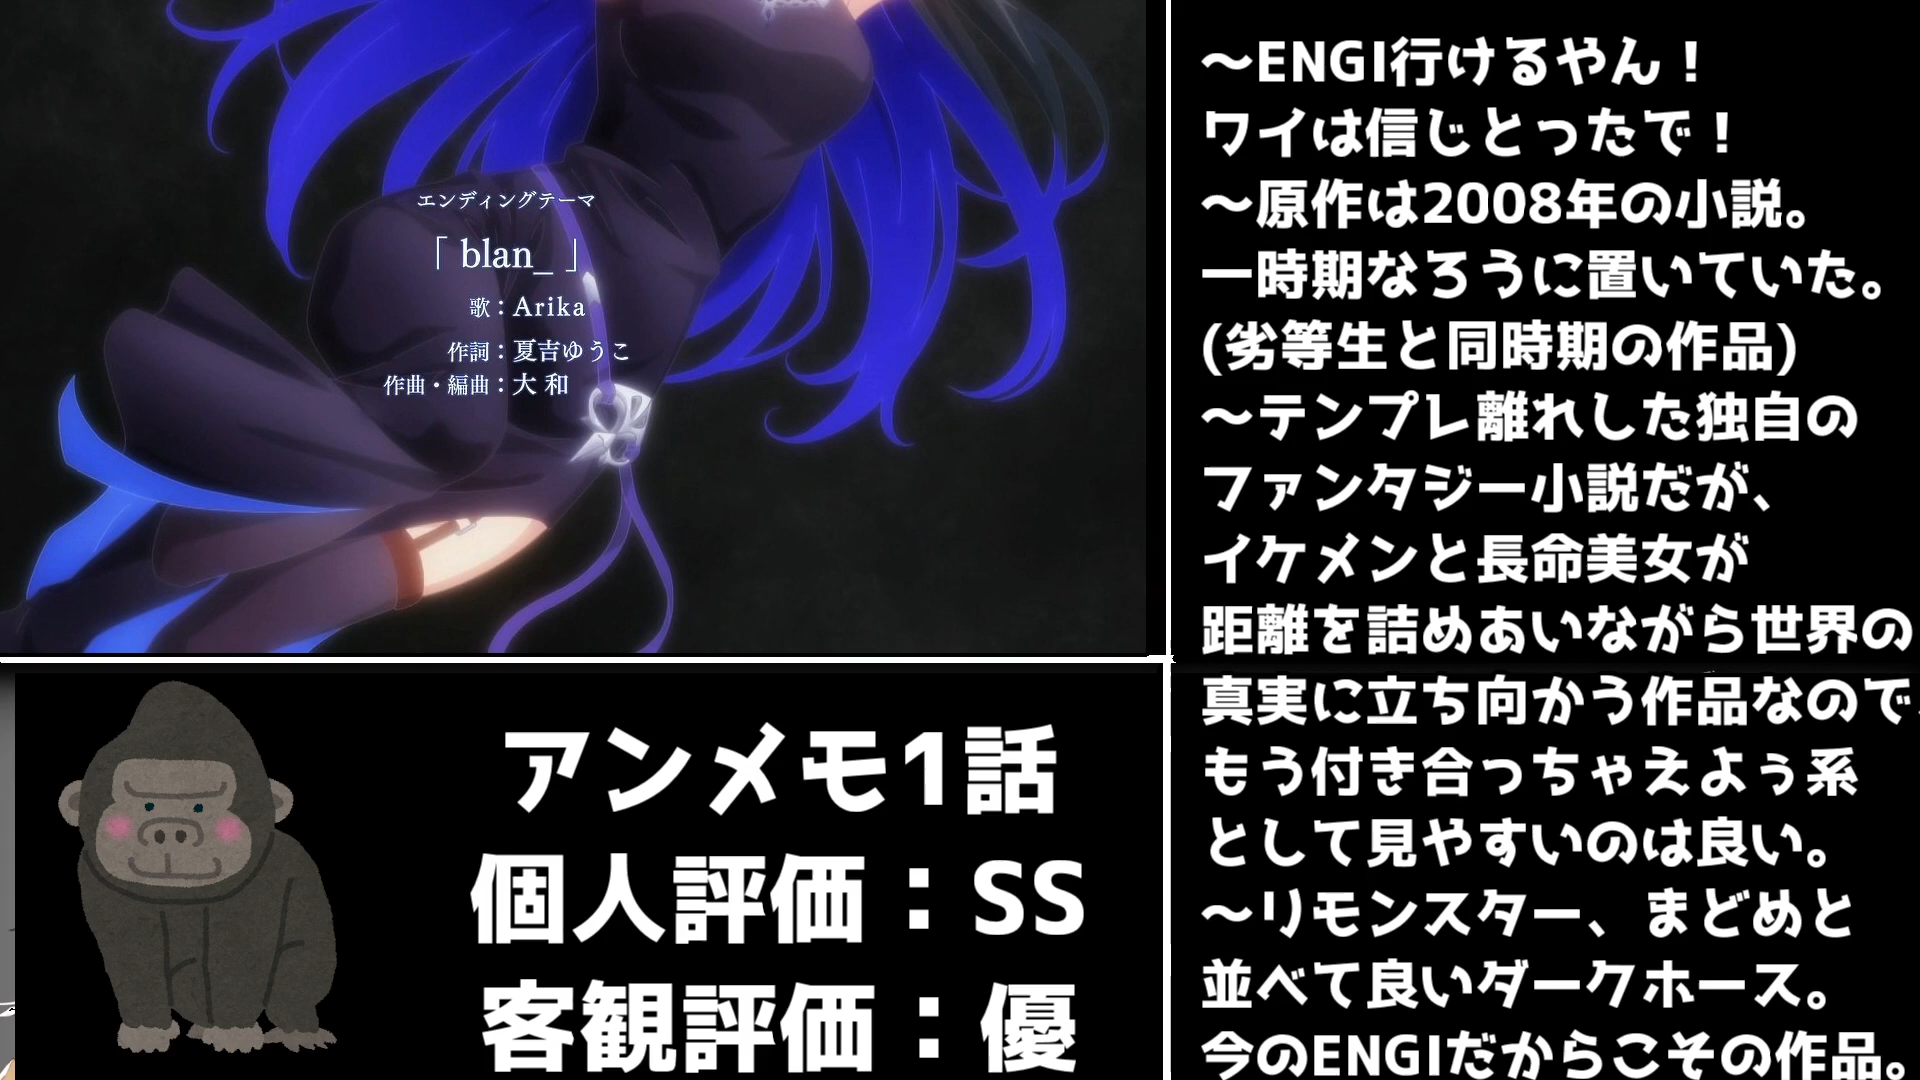 エンディングテーマ
「 blan_ 」
歌：Arika
作詞：夏吉ゆうこ
作曲・編曲：大 和
アンメモ1話
個人評価：SS
客観評価：優
～ENGI行けるやん！
ワイは信じとったで！
～原作は2008年の小説。
一時期なろうに置いていた。
(劣等生と同時期の作品)
～テンプレ離れした独自の
ファンタジー小説だが、
イケメンと長命美女が
距離を詰めあいながら世界の
真実に立ち向かう作品なので、
もう付き合っちゃえよぅ系
として見やすいのは良い。
～リモンスター、まどめと
並べて良いダークホース。
今のENGIだからこその作品。